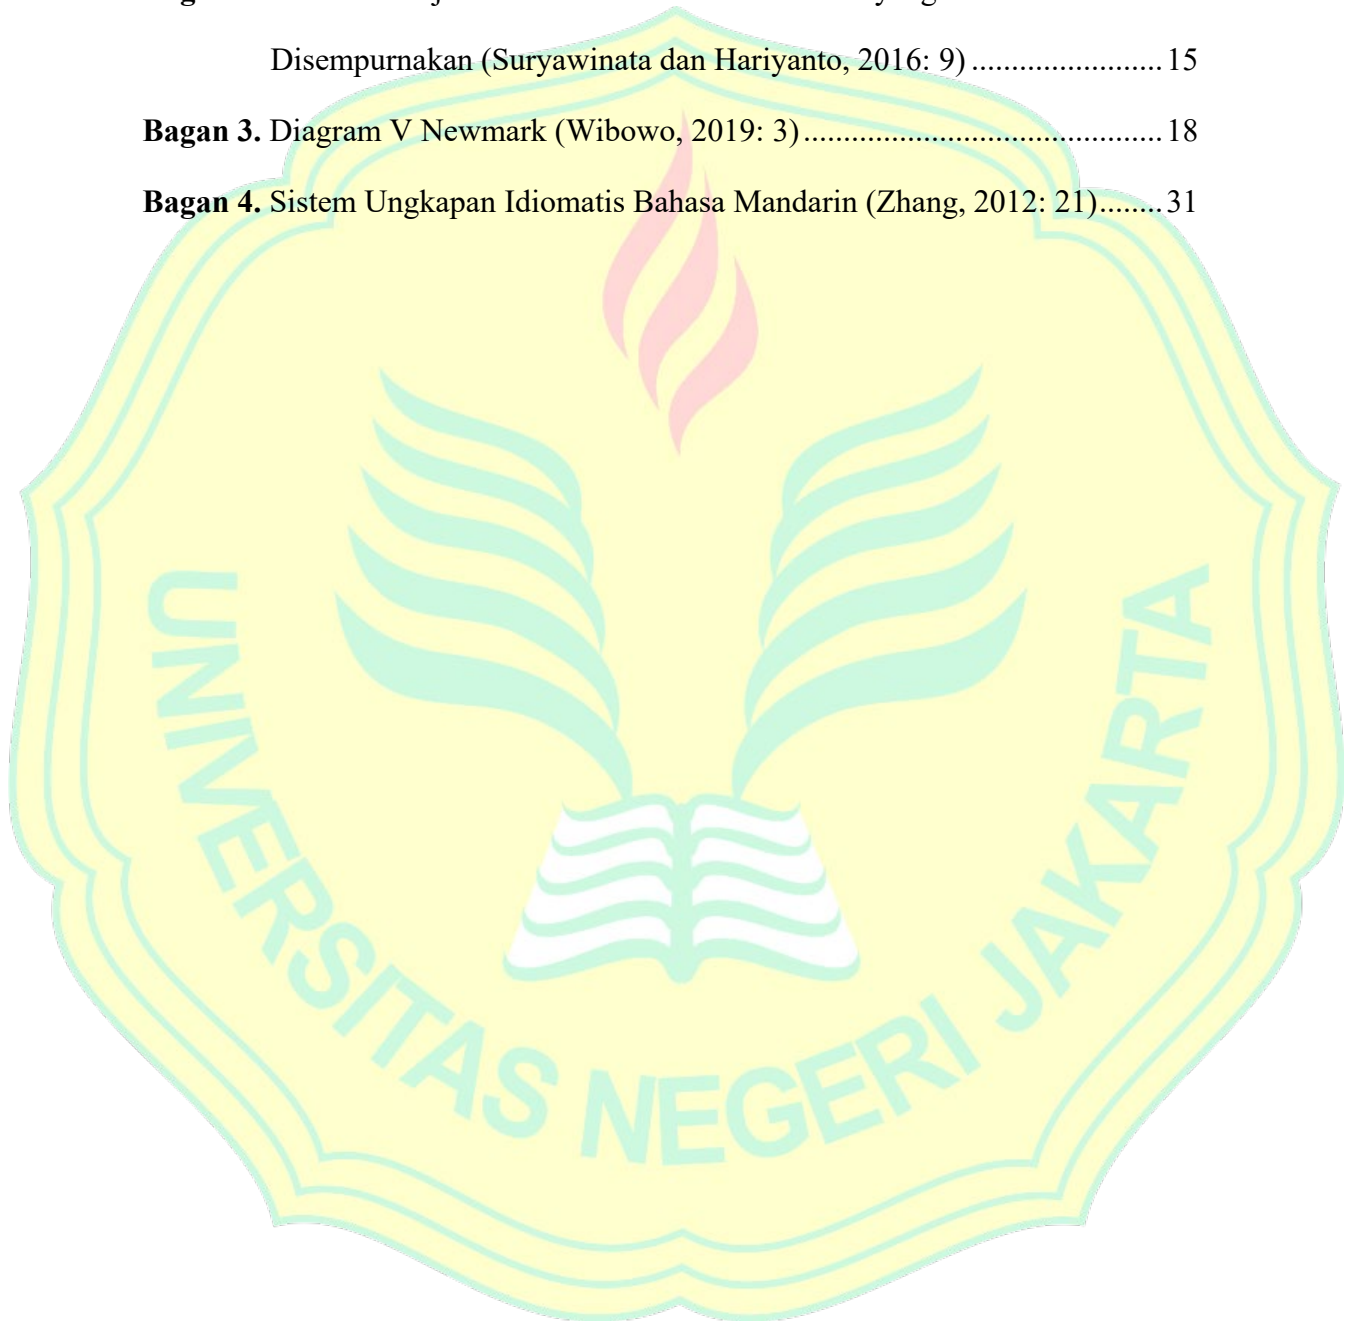 Disempurnakan (Suryawinata dan Hariyanto, 2016: 9) ........................ 15
Bagan 3. Diagram V Newmark (Wibowo, 2019: 3) ............................................. 18
Bagan 4. Sistem Ungkapan Idiomatis Bahasa Mandarin (Zhang, 2012: 21) ........ 31
UNIVERSITAS NEGERI JAKARTA